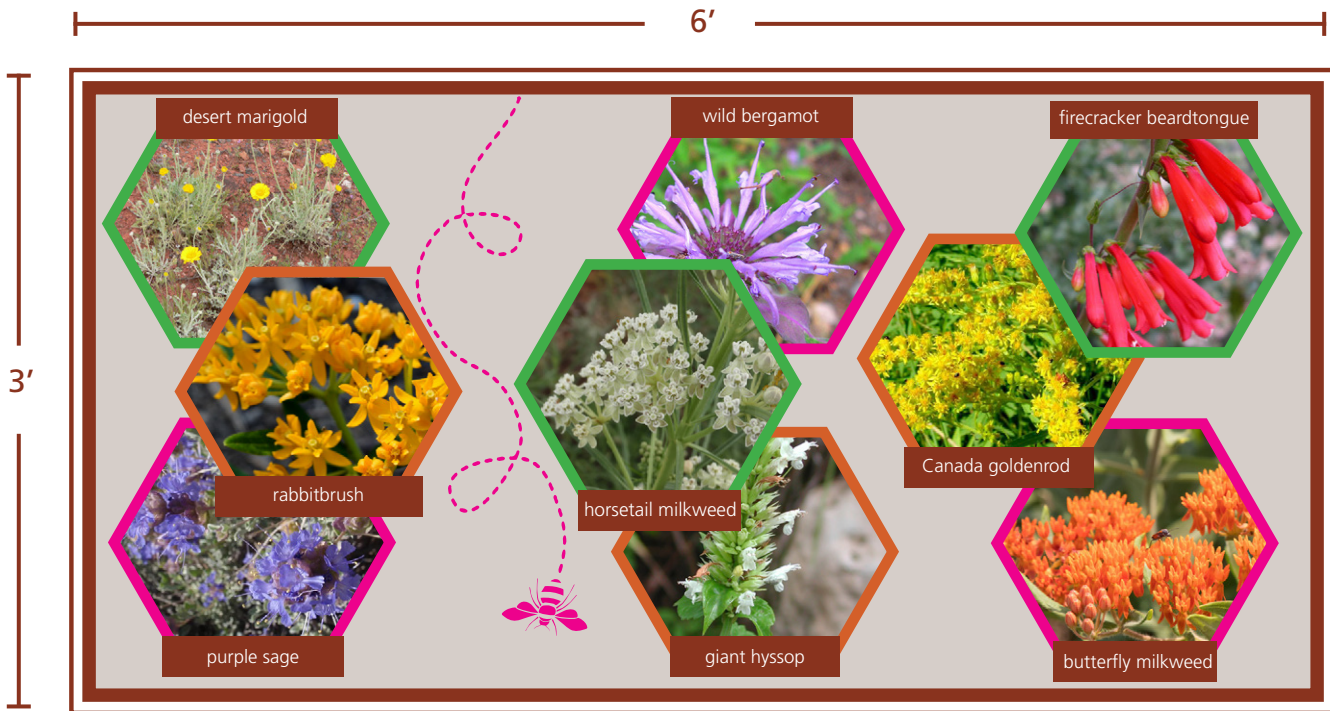 6’
3’
desert marigold
wild bergamot
firecracker beardtongue
rabbitbrush
horsetail milkweed
Canada goldenrod
purple sage
giant hyssop
butterfly milkweed